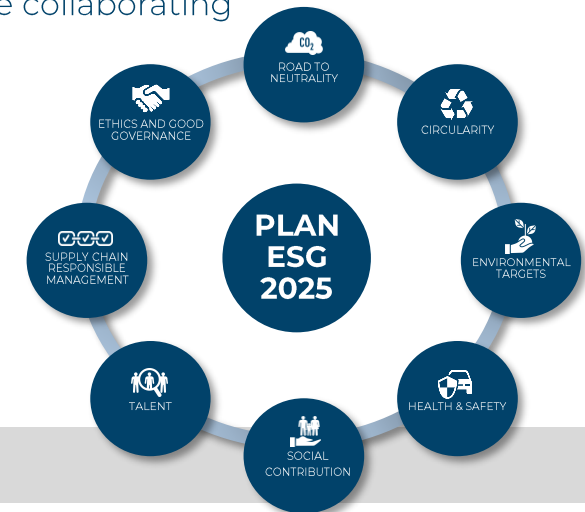 e collaborating
CO2
ROAD TO
NEUTRALITY
CIRCULARITY
ENVIRONMENTAL
TARGETS
HEALTH & SAFETY
SOCIAL
CONTRIBUTION
TALENT
SUPPLY CHAIN
RESPONSIBLE
MANAGEMENT
ETHICS AND GOOD
GOVERNANCE
PLAN
ESG
2025